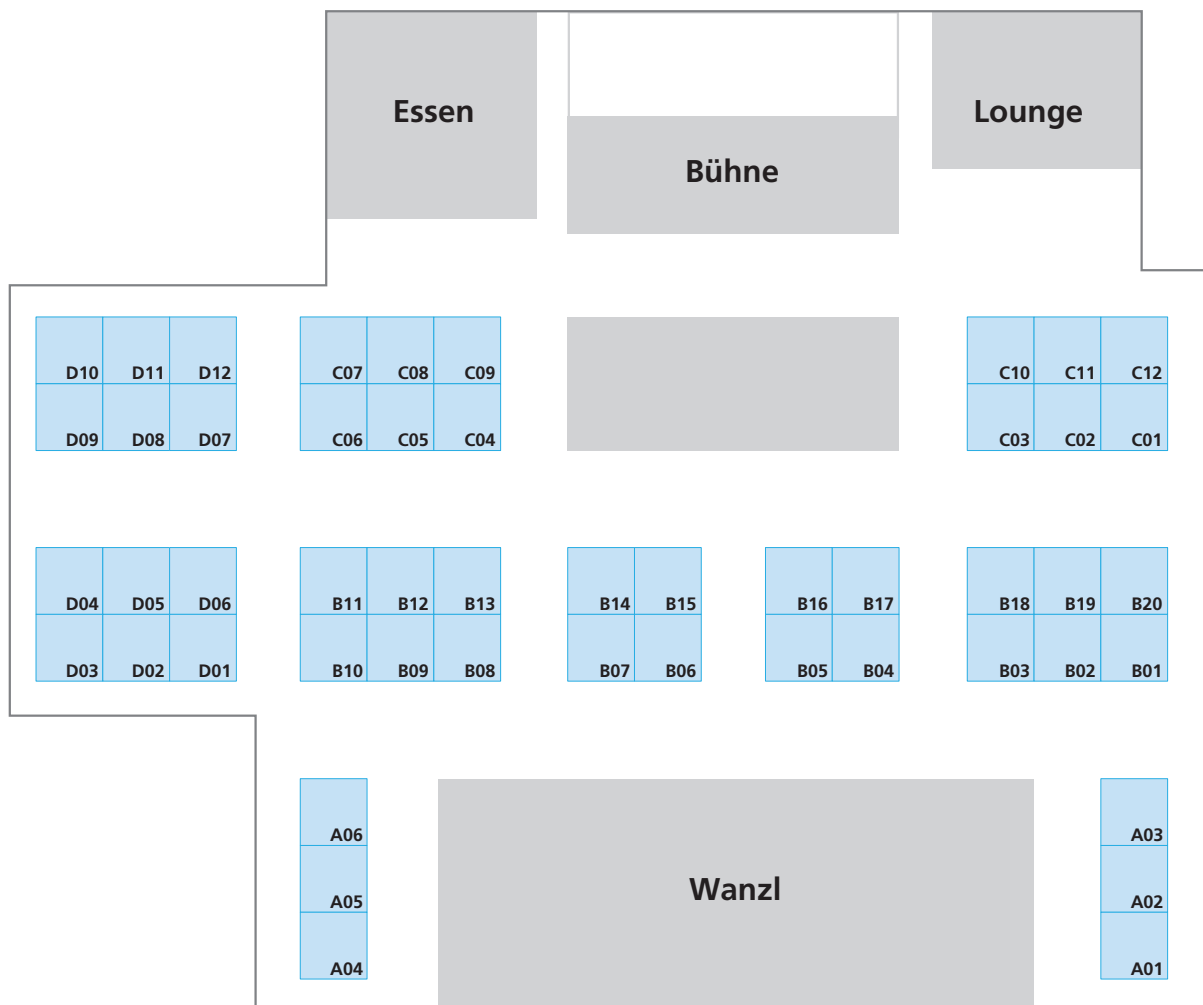 Essen
Lounge
Bühne
D10 D11 D12 C07 C08 C09 C10 C11 C12
D09 D08 D07 C06 C05 C04 C03 C02 C01
D04 D05 D06 B11 B12 B13 B14 B15 B16 B17 B18 B19 B20
D03 D02 D01 B10 B09 B08 B07 B06 B05 B04 B03 B02 B01
A06 A03
Wanzl
A05 A02
A04 A01